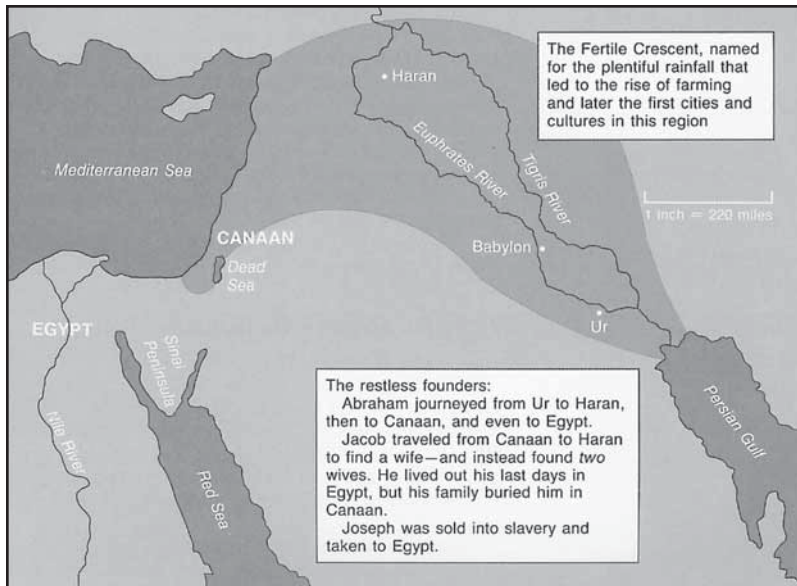 The Fertile Crescent, named
for the plentiful rainfall that
led to the rise of farming
and later the first cities and
cultures in this region
Haran
Mediterranean Sea
Euphrates River
Tigris River
1 Inch = 220 miles
CANAAN
Babylon
Dead
Sea
Ur
EGYPT
Sinai
Peninsula
Nile River
Red Sea
Persian Gulf
The restless founders:
Abraham journeyed from Ur to Haran,
then to Canaan, and even to Egypt.
Jacob traveled from Canaan to Haran
to find a wife—and instead found two
wives. He lived out his last days in
Egypt, but his family buried him in
Canaan.
Joseph was sold into slavery and
taken to Egypt.